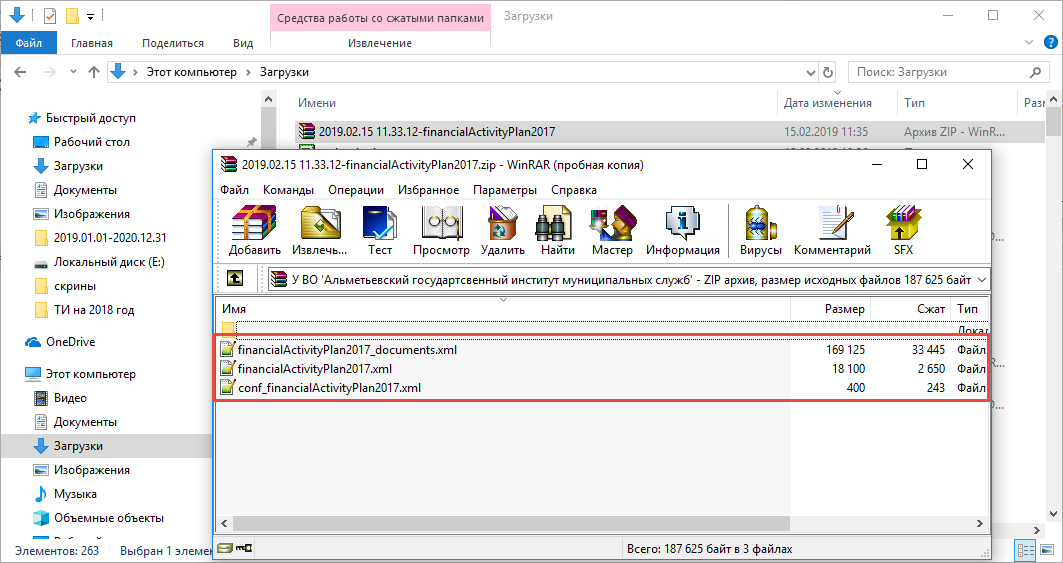 Средства работы со сжатыми папками
Загрузки
Файл
Главная
Поделиться
Вид
Извлечение
Этот компьютер
Загрузки
Поиск: Загрузки
Быстрый доступ
Рабочий стол
Загрузки
Документы
Изображения
2019.01.01-2020.12.31
Локальный диск (E:)
скрины
ТИ на 2018 год
OneDrive
Этот компьютер
Видео
Документы
Загрузки
Изображения
Музыка
Объемные объекты
Имени
Дата изменения
Тип
Раз
2019.02.15 11.33.12-financialActivityPlan2017
15.02.2019 11:35
Архив ZIP - WinR...
2019.02.15 11.33.12-financialActivityPlan2017.zip - WinRAR (пробная копия)
Файл
Команды
Операции
Избранное
Параметры
Справка
Добавить
Извлечь...
Тест
Просмотр
Удалить
Найти
Мастер
Информация
Вирусы
Комментарий
SFX
У ВО 'Альметьевский государтсвенный институт муниципальных служб' - ZIP архив, размер исходных файлов 187 625 байт
Имя
Размер
Сжат
Тип
financialActivityPlan2017_documents.xml
169 125
33 445
Файл
financialActivityPlan2017.xml
18 100
2 650
Файл
conf_financialActivityPlan2017.xml
400
243
Файл
Всего: 187 625 байт в 3 файлах
Элементов: 263
Выбран 1 элемен